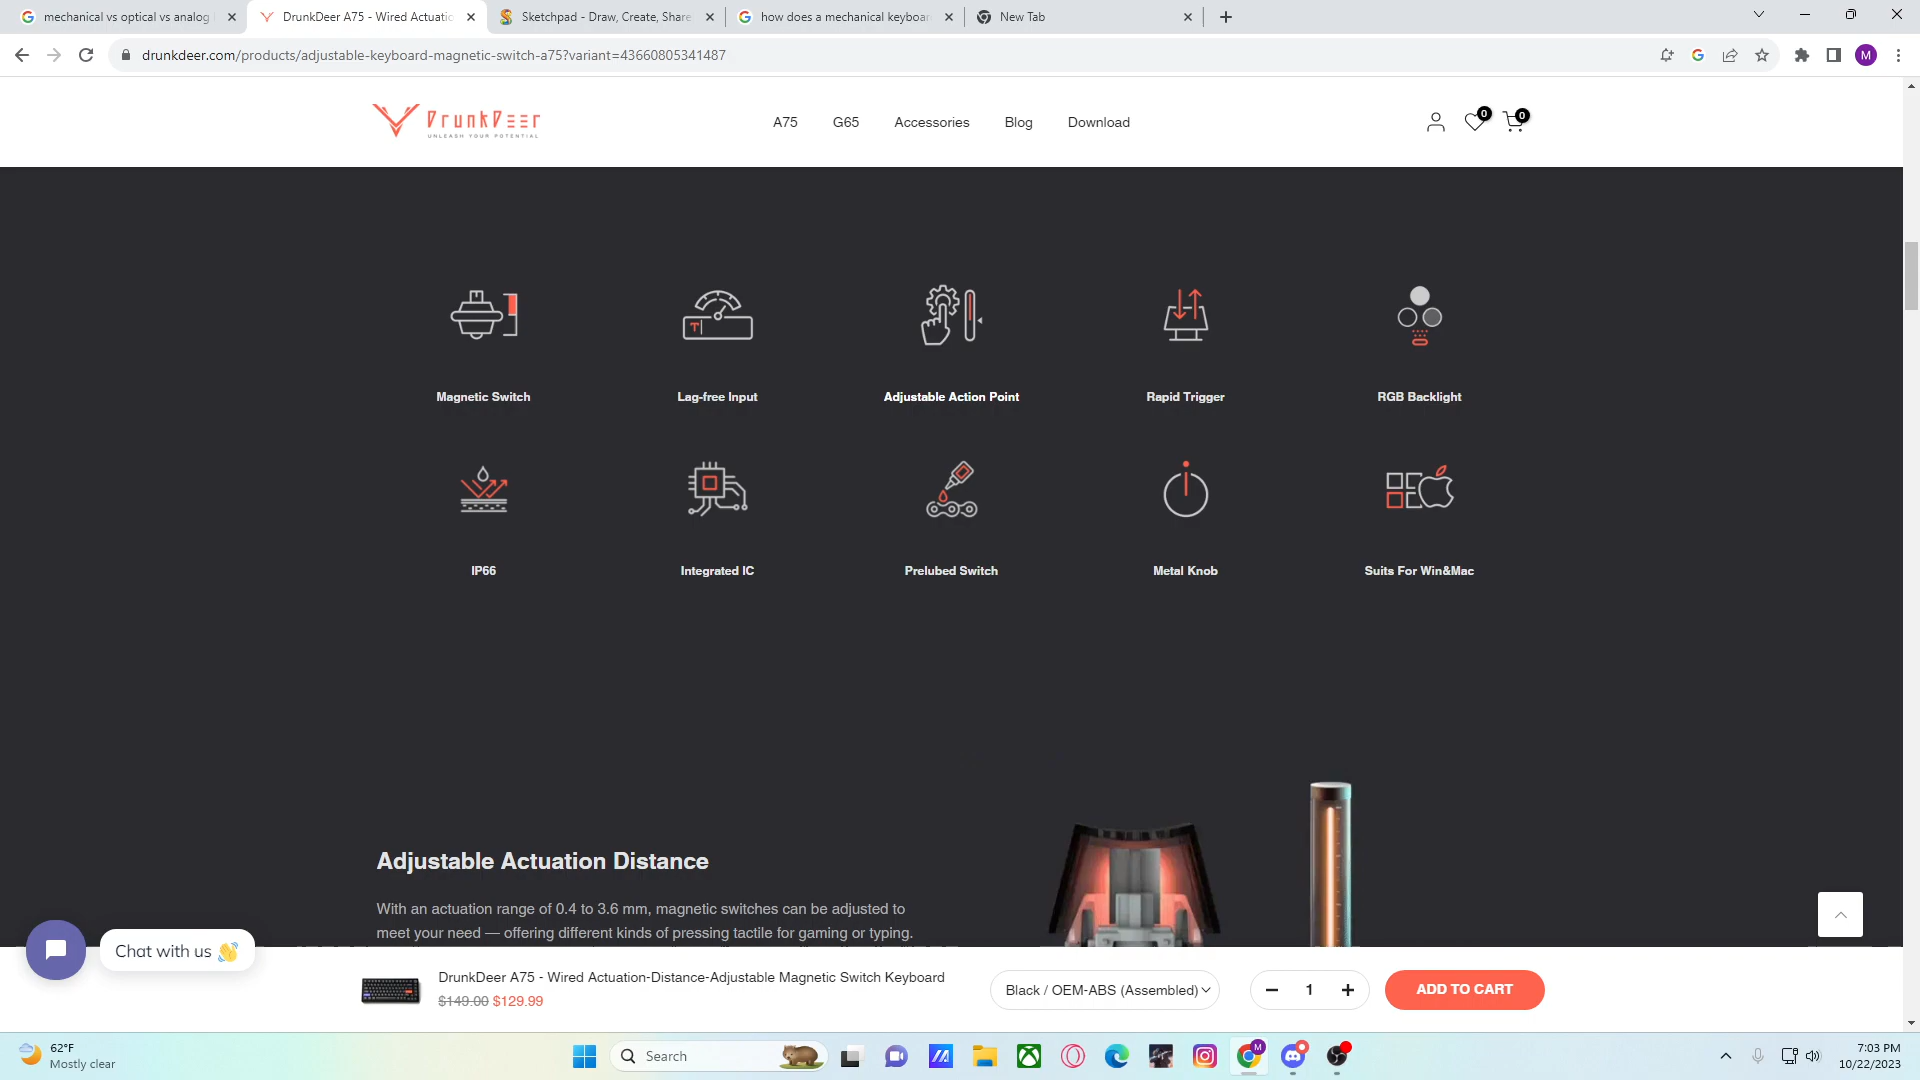 mechanical vs optical vs analog
DrunkDeer A75 - Wired Actuatic
Sketchpad - Draw, Create, Share
how does a mechanical keyboar
New Tab
drunkdeer.com/products/adjustable-keyboard-magnetic-switch-a75?variant=43660805341487
M
DrunkDeer
UNLEASH YOUR POTENTIAL
A75
G65
Accessories
Blog
Download
0
0
Magnetic Switch
Lag-free Input
Adjustable Action Point
Rapid Trigger
RGB Backlight
IP66
Integrated IC
Prelubed Switch
Metal Knob
Suits For Win&Mac
Adjustable Actuation Distance
With an actuation range of 0.4 to 3.6 mm, magnetic switches can be adjusted to
meet your need — offering different kinds of pressing tactile for gaming or typing.
Chat with us 👋
DrunkDeer A75 - Wired Actuation-Distance-Adjustable Magnetic Switch Keyboard
$149.00 $129.99
Black / OEM-ABS (Assembled)
1
ADD TO CART
62°F
Mostly clear
Search
M
7:03 PM
10/22/2023